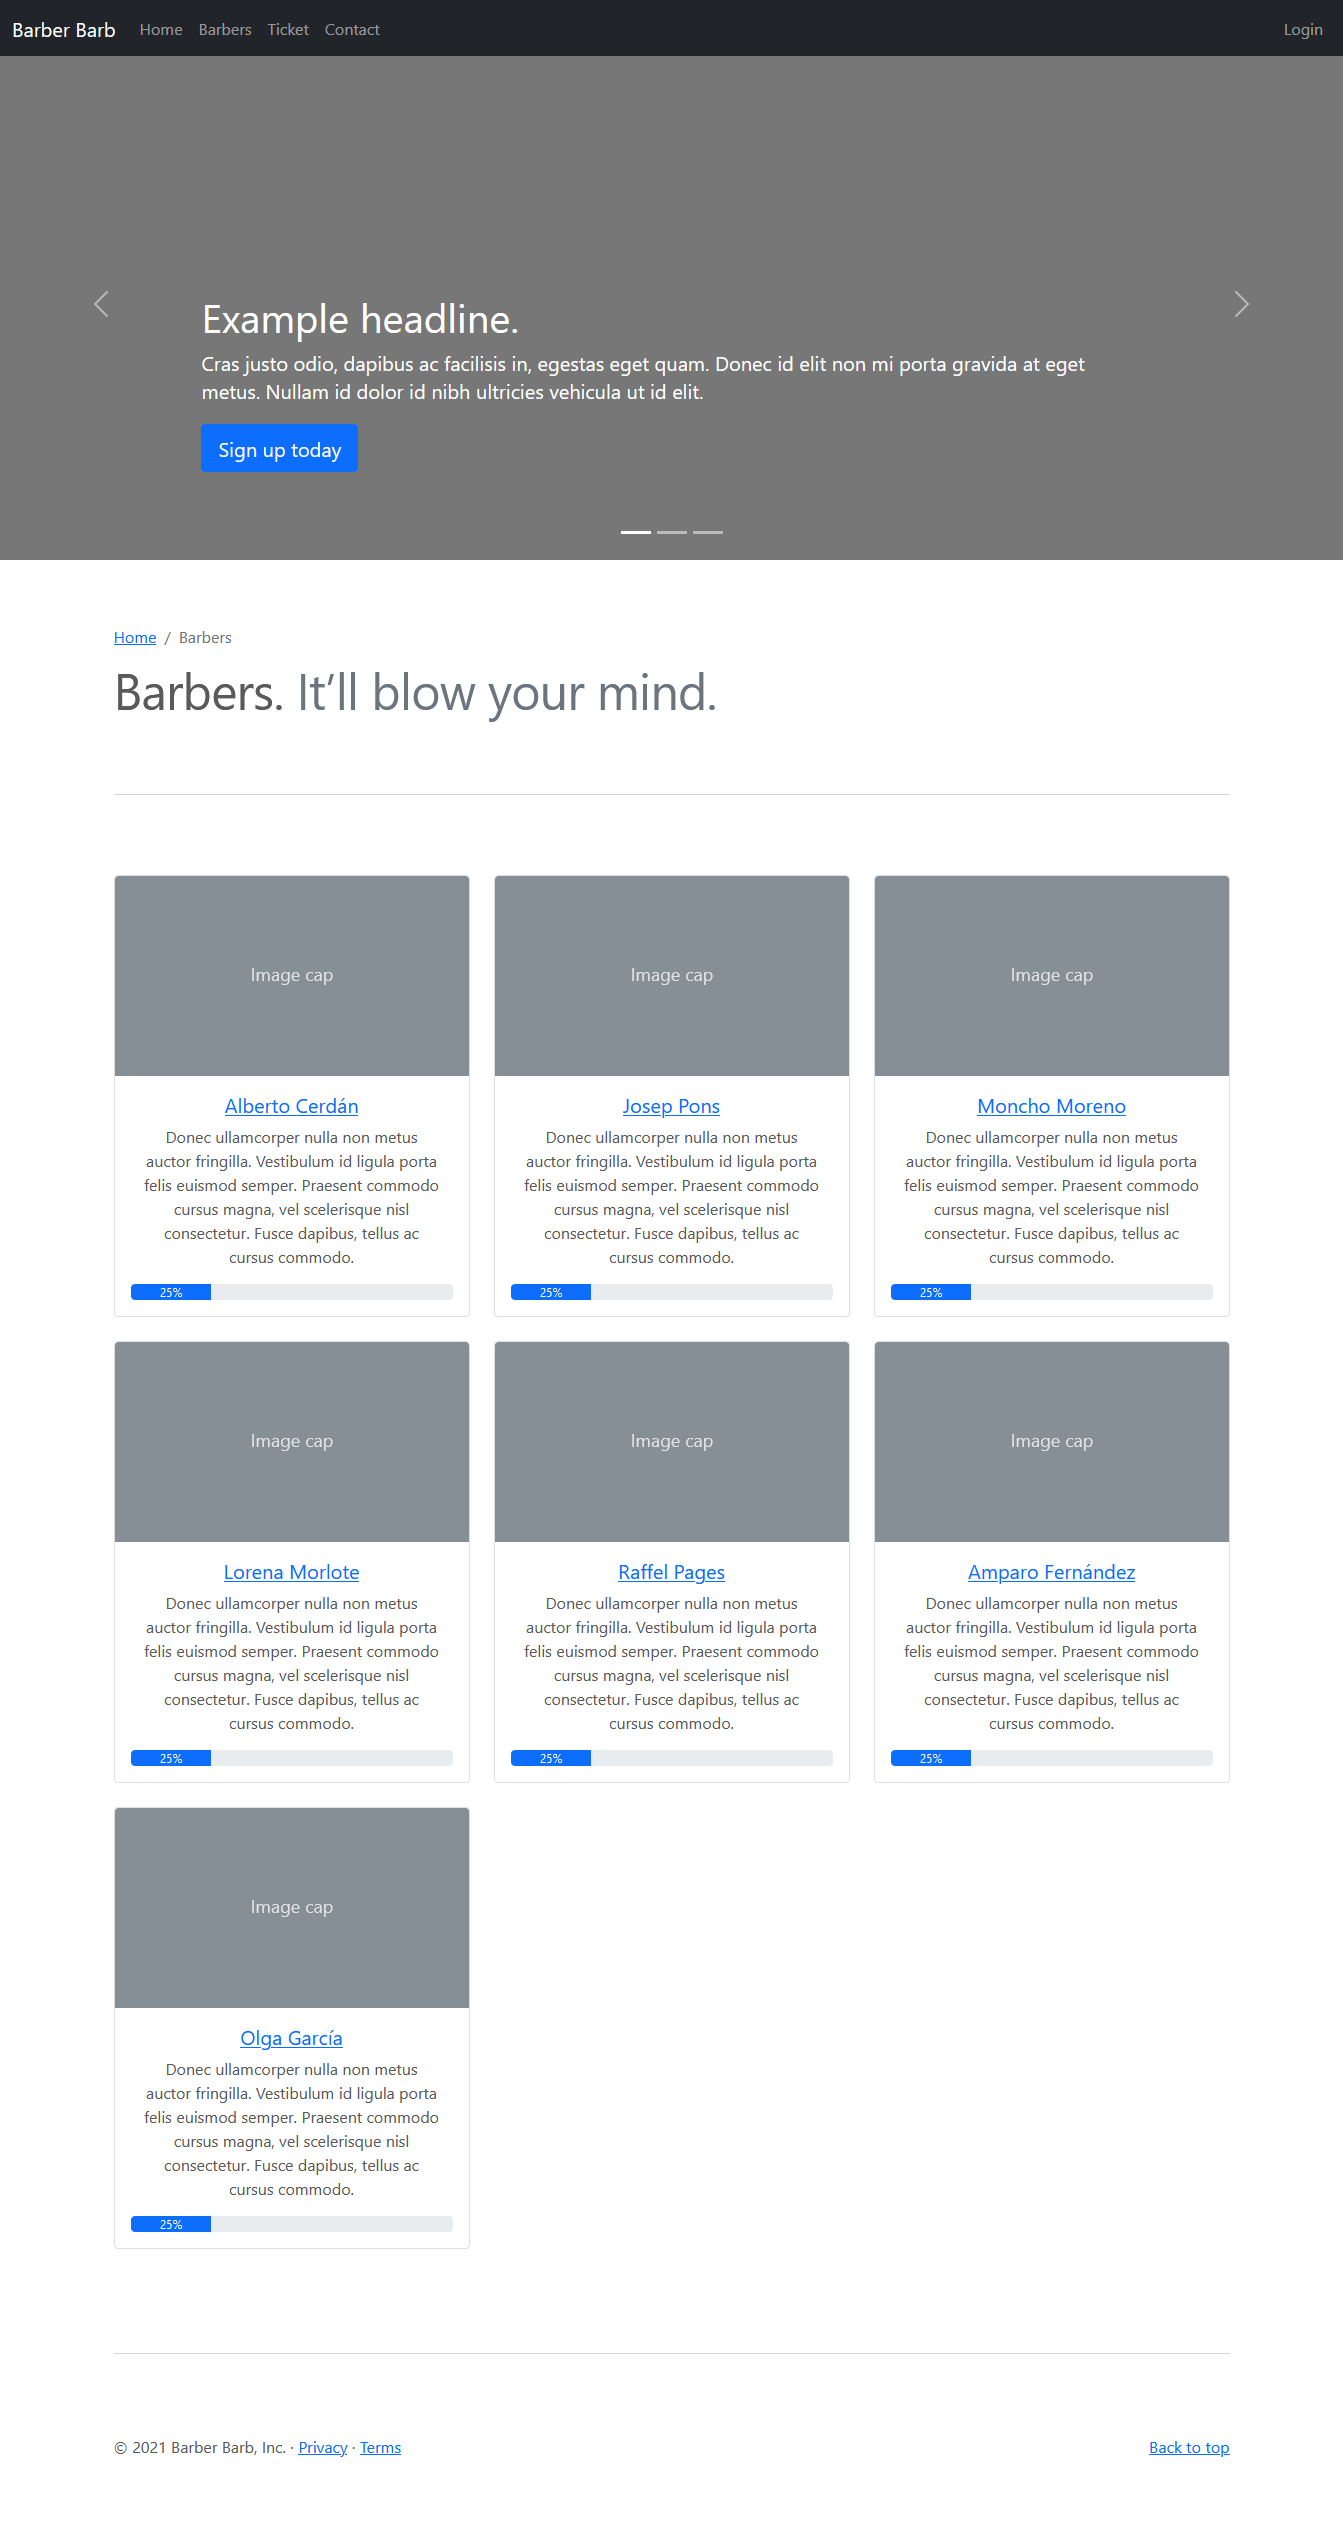 Barber Barb Home Barbers Ticket Contact Login
Example headline.
Cras justo odio, dapibus ac facilisis in, egestas eget quam. Donec id elit non mi porta gravida at eget
metus. Nullam id dolor id nibh ultricies vehicula ut id elit.
Sign up today
Home / Barbers
Barbers. It’ll blow your mind.
Image cap
Alberto Cerdán
Donec ullamcorper nulla non metus
auctor fringilla. Vestibulum id ligula porta
felis euismod semper. Praesent commodo
cursus magna, vel scelerisque nisl
consectetur. Fusce dapibus, tellus ac
cursus commodo.
25%
Image cap
Josep Pons
Donec ullamcorper nulla non metus
auctor fringilla. Vestibulum id ligula porta
felis euismod semper. Praesent commodo
cursus magna, vel scelerisque nisl
consectetur. Fusce dapibus, tellus ac
cursus commodo.
25%
Image cap
Moncho Moreno
Donec ullamcorper nulla non metus
auctor fringilla. Vestibulum id ligula porta
felis euismod semper. Praesent commodo
cursus magna, vel scelerisque nisl
consectetur. Fusce dapibus, tellus ac
cursus commodo.
25%
Image cap
Lorena Morlote
Donec ullamcorper nulla non metus
auctor fringilla. Vestibulum id ligula porta
felis euismod semper. Praesent commodo
cursus magna, vel scelerisque nisl
consectetur. Fusce dapibus, tellus ac
cursus commodo.
25%
Image cap
Raffel Pages
Donec ullamcorper nulla non metus
auctor fringilla. Vestibulum id ligula porta
felis euismod semper. Praesent commodo
cursus magna, vel scelerisque nisl
consectetur. Fusce dapibus, tellus ac
cursus commodo.
25%
Image cap
Amparo Fernández
Donec ullamcorper nulla non metus
auctor fringilla. Vestibulum id ligula porta
felis euismod semper. Praesent commodo
cursus magna, vel scelerisque nisl
consectetur. Fusce dapibus, tellus ac
cursus commodo.
25%
Image cap
Olga García
Donec ullamcorper nulla non metus
auctor fringilla. Vestibulum id ligula porta
felis euismod semper. Praesent commodo
cursus magna, vel scelerisque nisl
consectetur. Fusce dapibus, tellus ac
cursus commodo.
25%
© 2021 Barber Barb, Inc. · Privacy · Terms Back to top